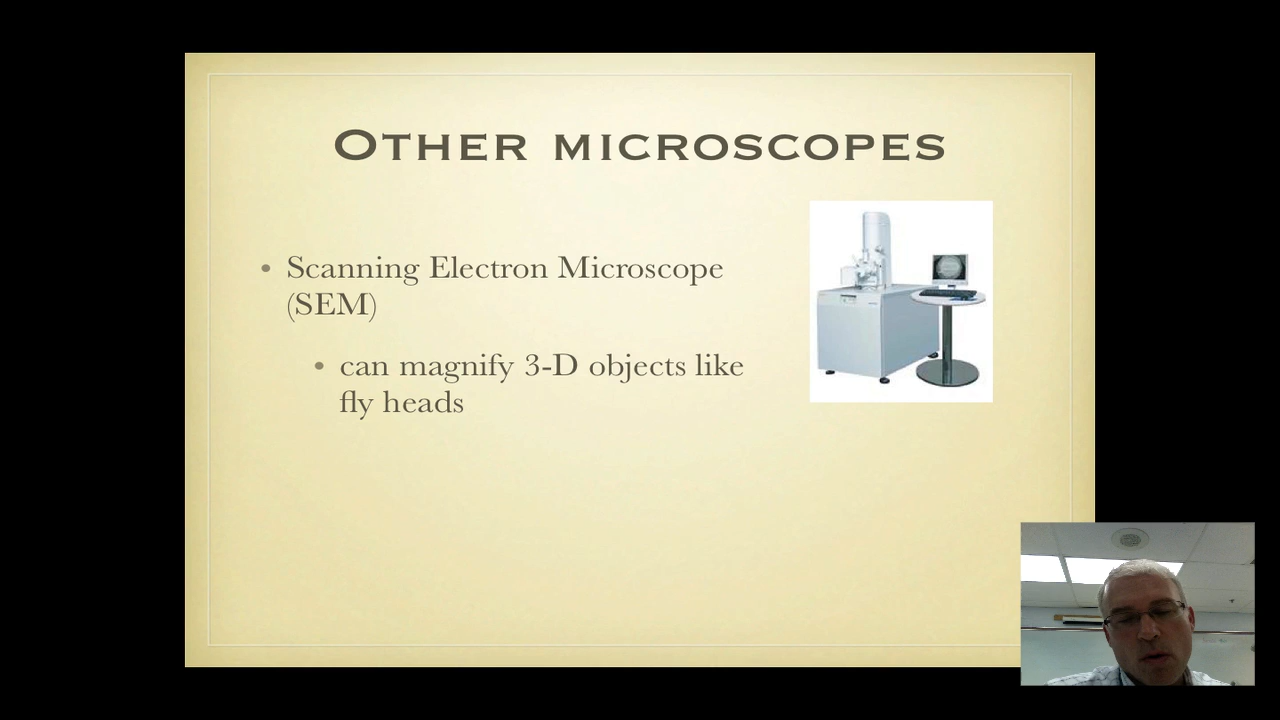 Other microscopes
• Scanning Electron Microscope
(SEM)
• can magnify 3-D objects like
fly heads